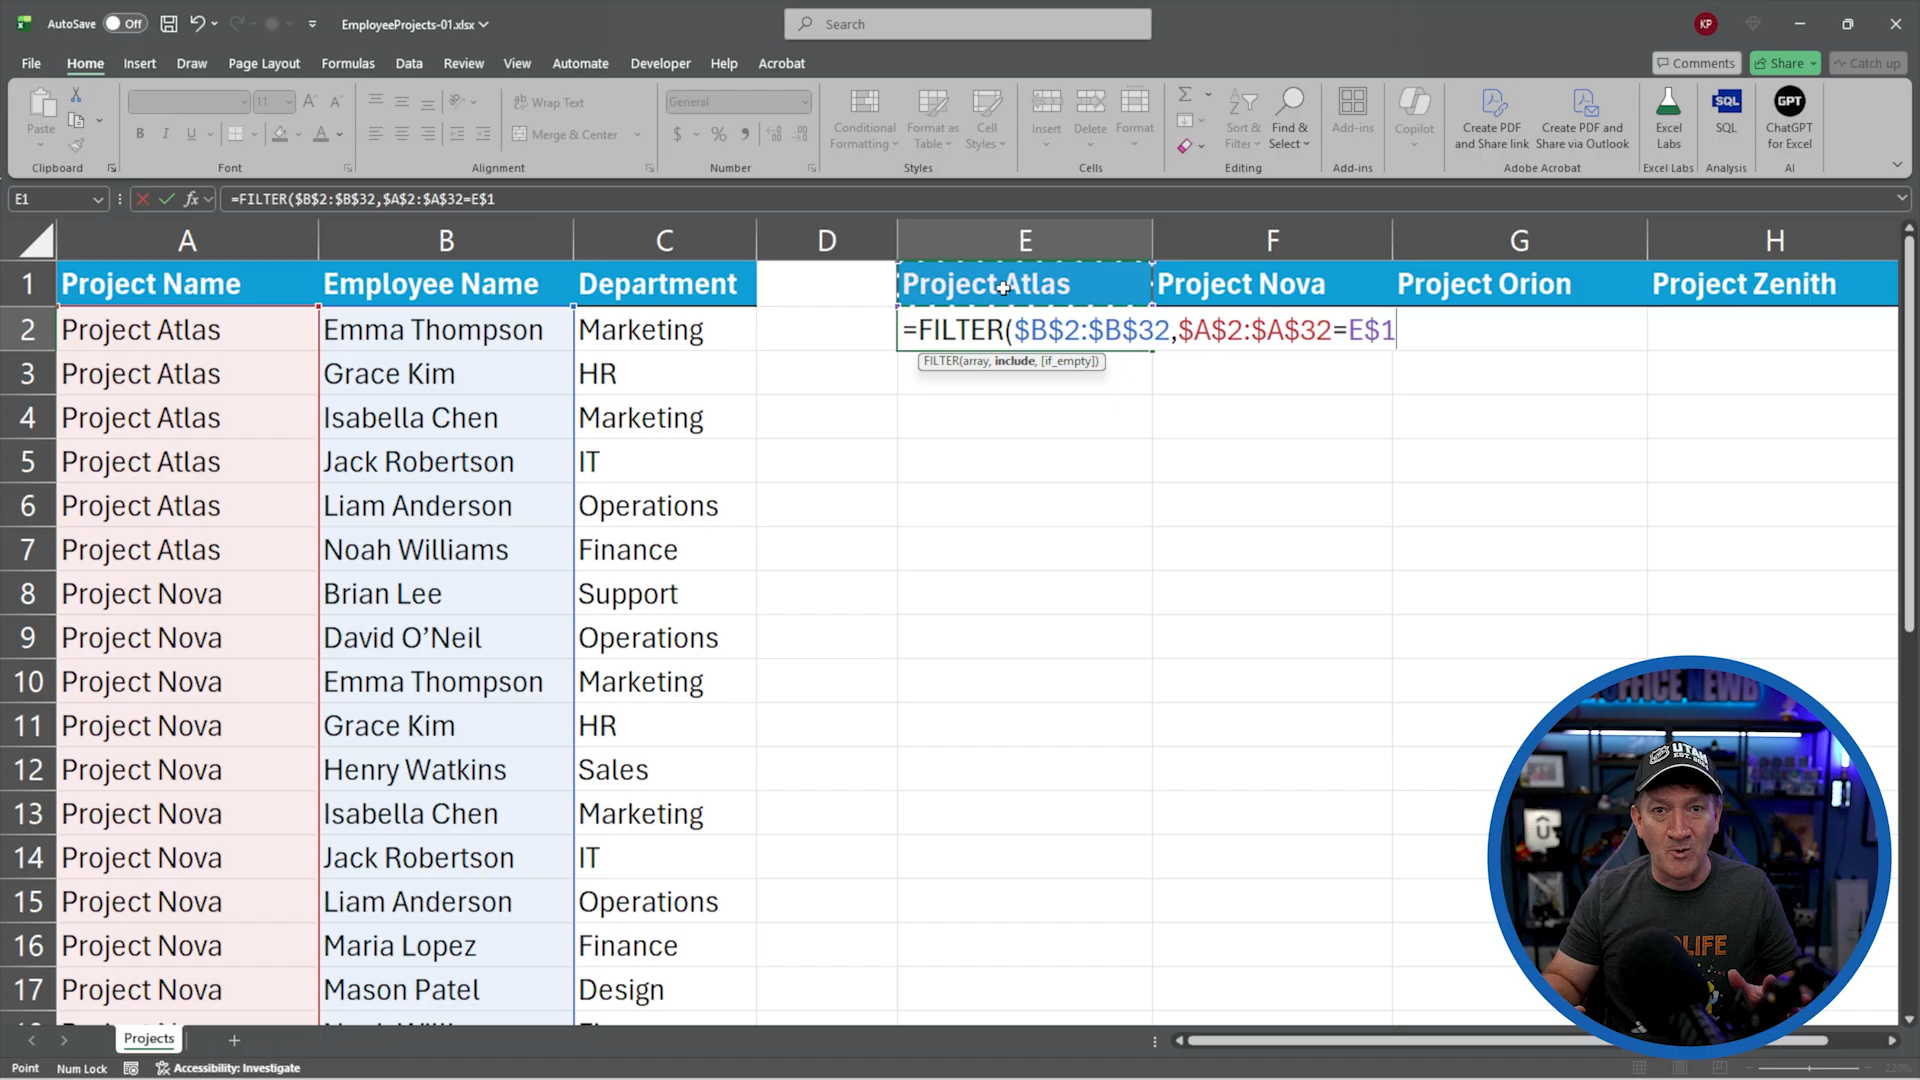 AutoSave Off EmployeeProjects-01.xlsx Search KP
File Home Insert Draw Page Layout Formulas Data Review View Automate Developer Help Acrobat Comments Share Catch up
Paste 11 Wrap Text Merge & Center General $ % , Conditional Formatting Format as Table Cell Styles Insert Delete Format Sort & Filter Find & Select Add-ins Copilot Create PDF and Share link Create PDF and Share via Outlook Excel Labs SQL SQL GPT ChatGPT for Excel
Clipboard Font Alignment Number Styles Cells Editing Add-ins Adobe Acrobat Excel Labs Analysis AI
E1 fx =FILTER($B$2:$B$32,$A$2:$A$32=E$1
A B C D E F G H
1 Project Name Employee Name Department Project Atlas Project Nova Project Orion Project Zenith
2 Project Atlas Emma Thompson Marketing =FILTER($B$2:$B$32,$A$2:$A$32=E$1
FILTER(array, include, [if_empty])
3 Project Atlas Grace Kim HR
4 Project Atlas Isabella Chen Marketing
5 Project Atlas Jack Robertson IT
6 Project Atlas Liam Anderson Operations
7 Project Atlas Noah Williams Finance
8 Project Nova Brian Lee Support
9 Project Nova David O’Neil Operations
10 Project Nova Emma Thompson Marketing
11 Project Nova Grace Kim HR
12 Project Nova Henry Watkins Sales
13 Project Nova Isabella Chen Marketing
14 Project Nova Jack Robertson IT
15 Project Nova Liam Anderson Operations
16 Project Nova Maria Lopez Finance
17 Project Nova Mason Patel Design
OFFICE NEWB
UTAH
Projects
Point Num Lock Accessibility: Investigate 220%